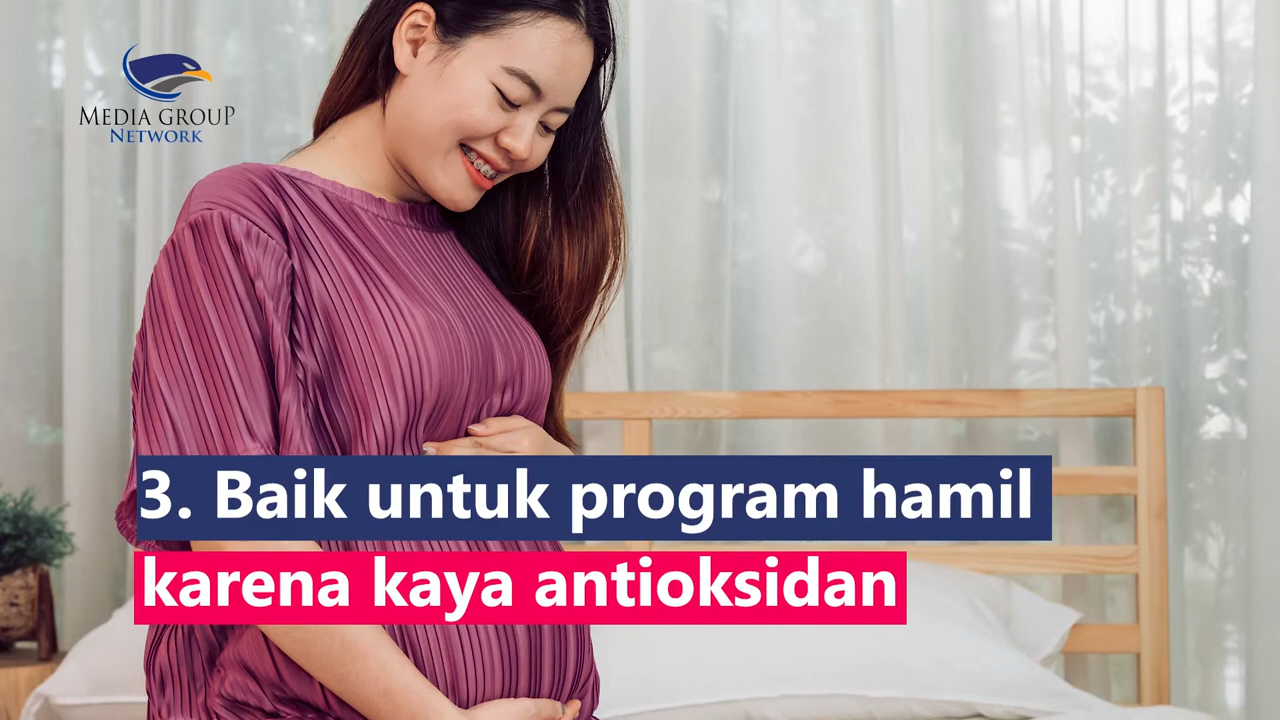 MEDIA GROUP
NETWORK
3. Baik untuk program hamil
karena kaya antioksidan